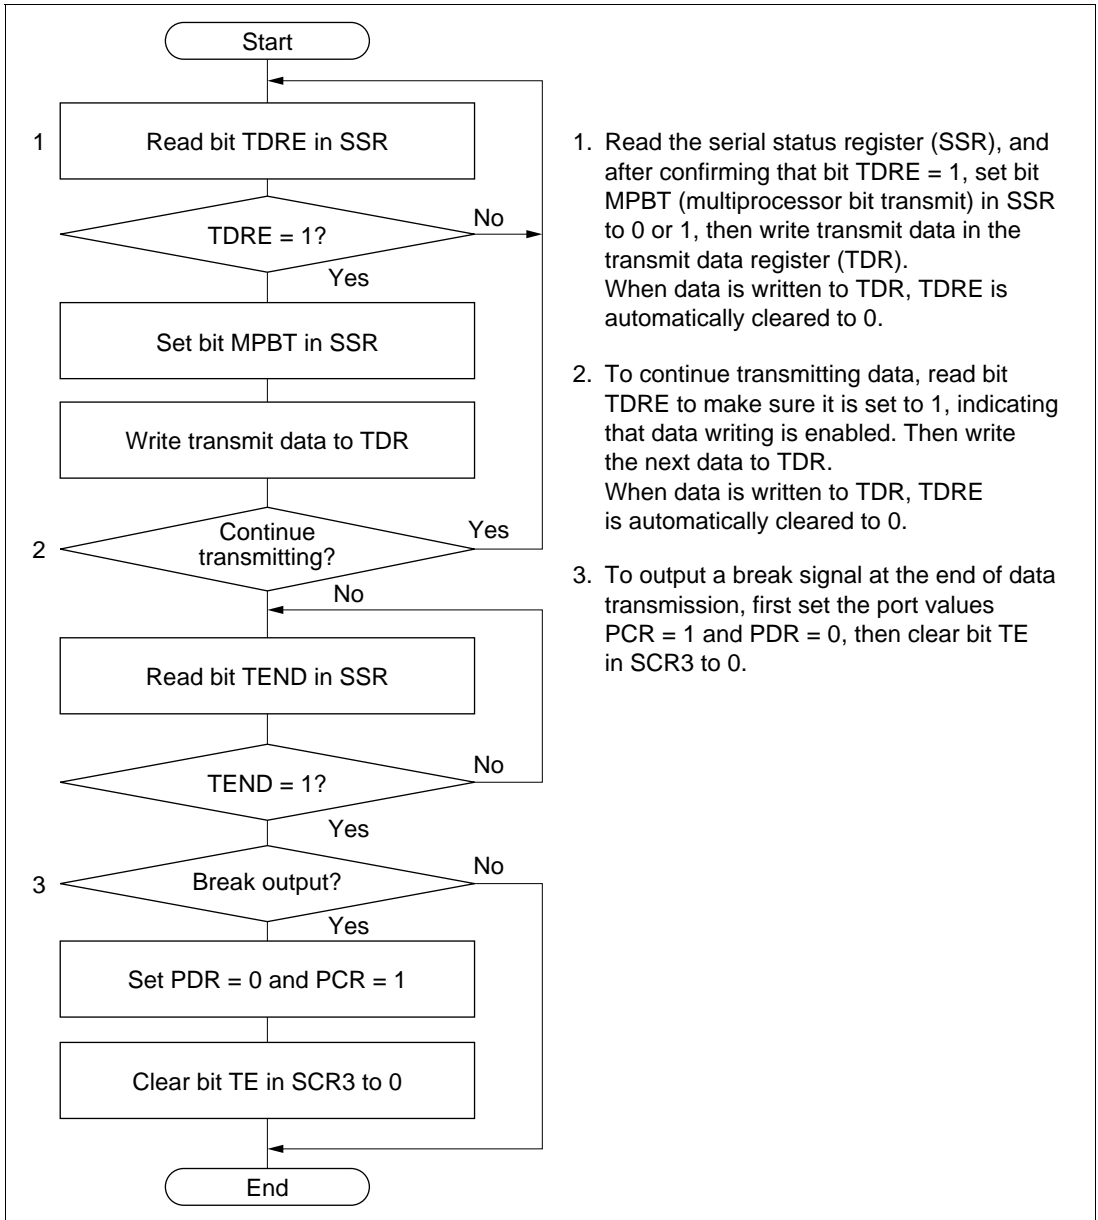 Start
1
Read bit TDRE in SSR
TDRE = 1?
No
Yes
Set bit MPBT in SSR
Write transmit data to TDR
2
Continue
transmitting?
Yes
No
Read bit TEND in SSR
TEND = 1?
No
Yes
3
Break output?
No
Yes
Set PDR = 0 and PCR = 1
Clear bit TE in SCR3 to 0
End
1. Read the serial status register (SSR), and
after confirming that bit TDRE = 1, set bit
MPBT (multiprocessor bit transmit) in SSR
to 0 or 1, then write transmit data in the
transmit data register (TDR).
When data is written to TDR, TDRE is
automatically cleared to 0.
2. To continue transmitting data, read bit
TDRE to make sure it is set to 1, indicating
that data writing is enabled. Then write
the next data to TDR.
When data is written to TDR, TDRE
is automatically cleared to 0.
3. To output a break signal at the end of data
transmission, first set the port values
PCR = 1 and PDR = 0, then clear bit TE
in SCR3 to 0.